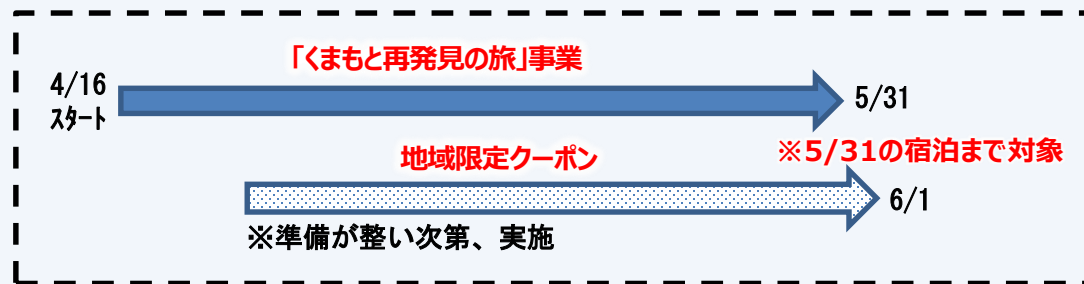 「くまもと再発見の旅」事業
4/16
ｽﾀｰﾄ
5/31
※5/31の宿泊まで対象
地域限定クーポン
6/1
※準備が整い次第、実施